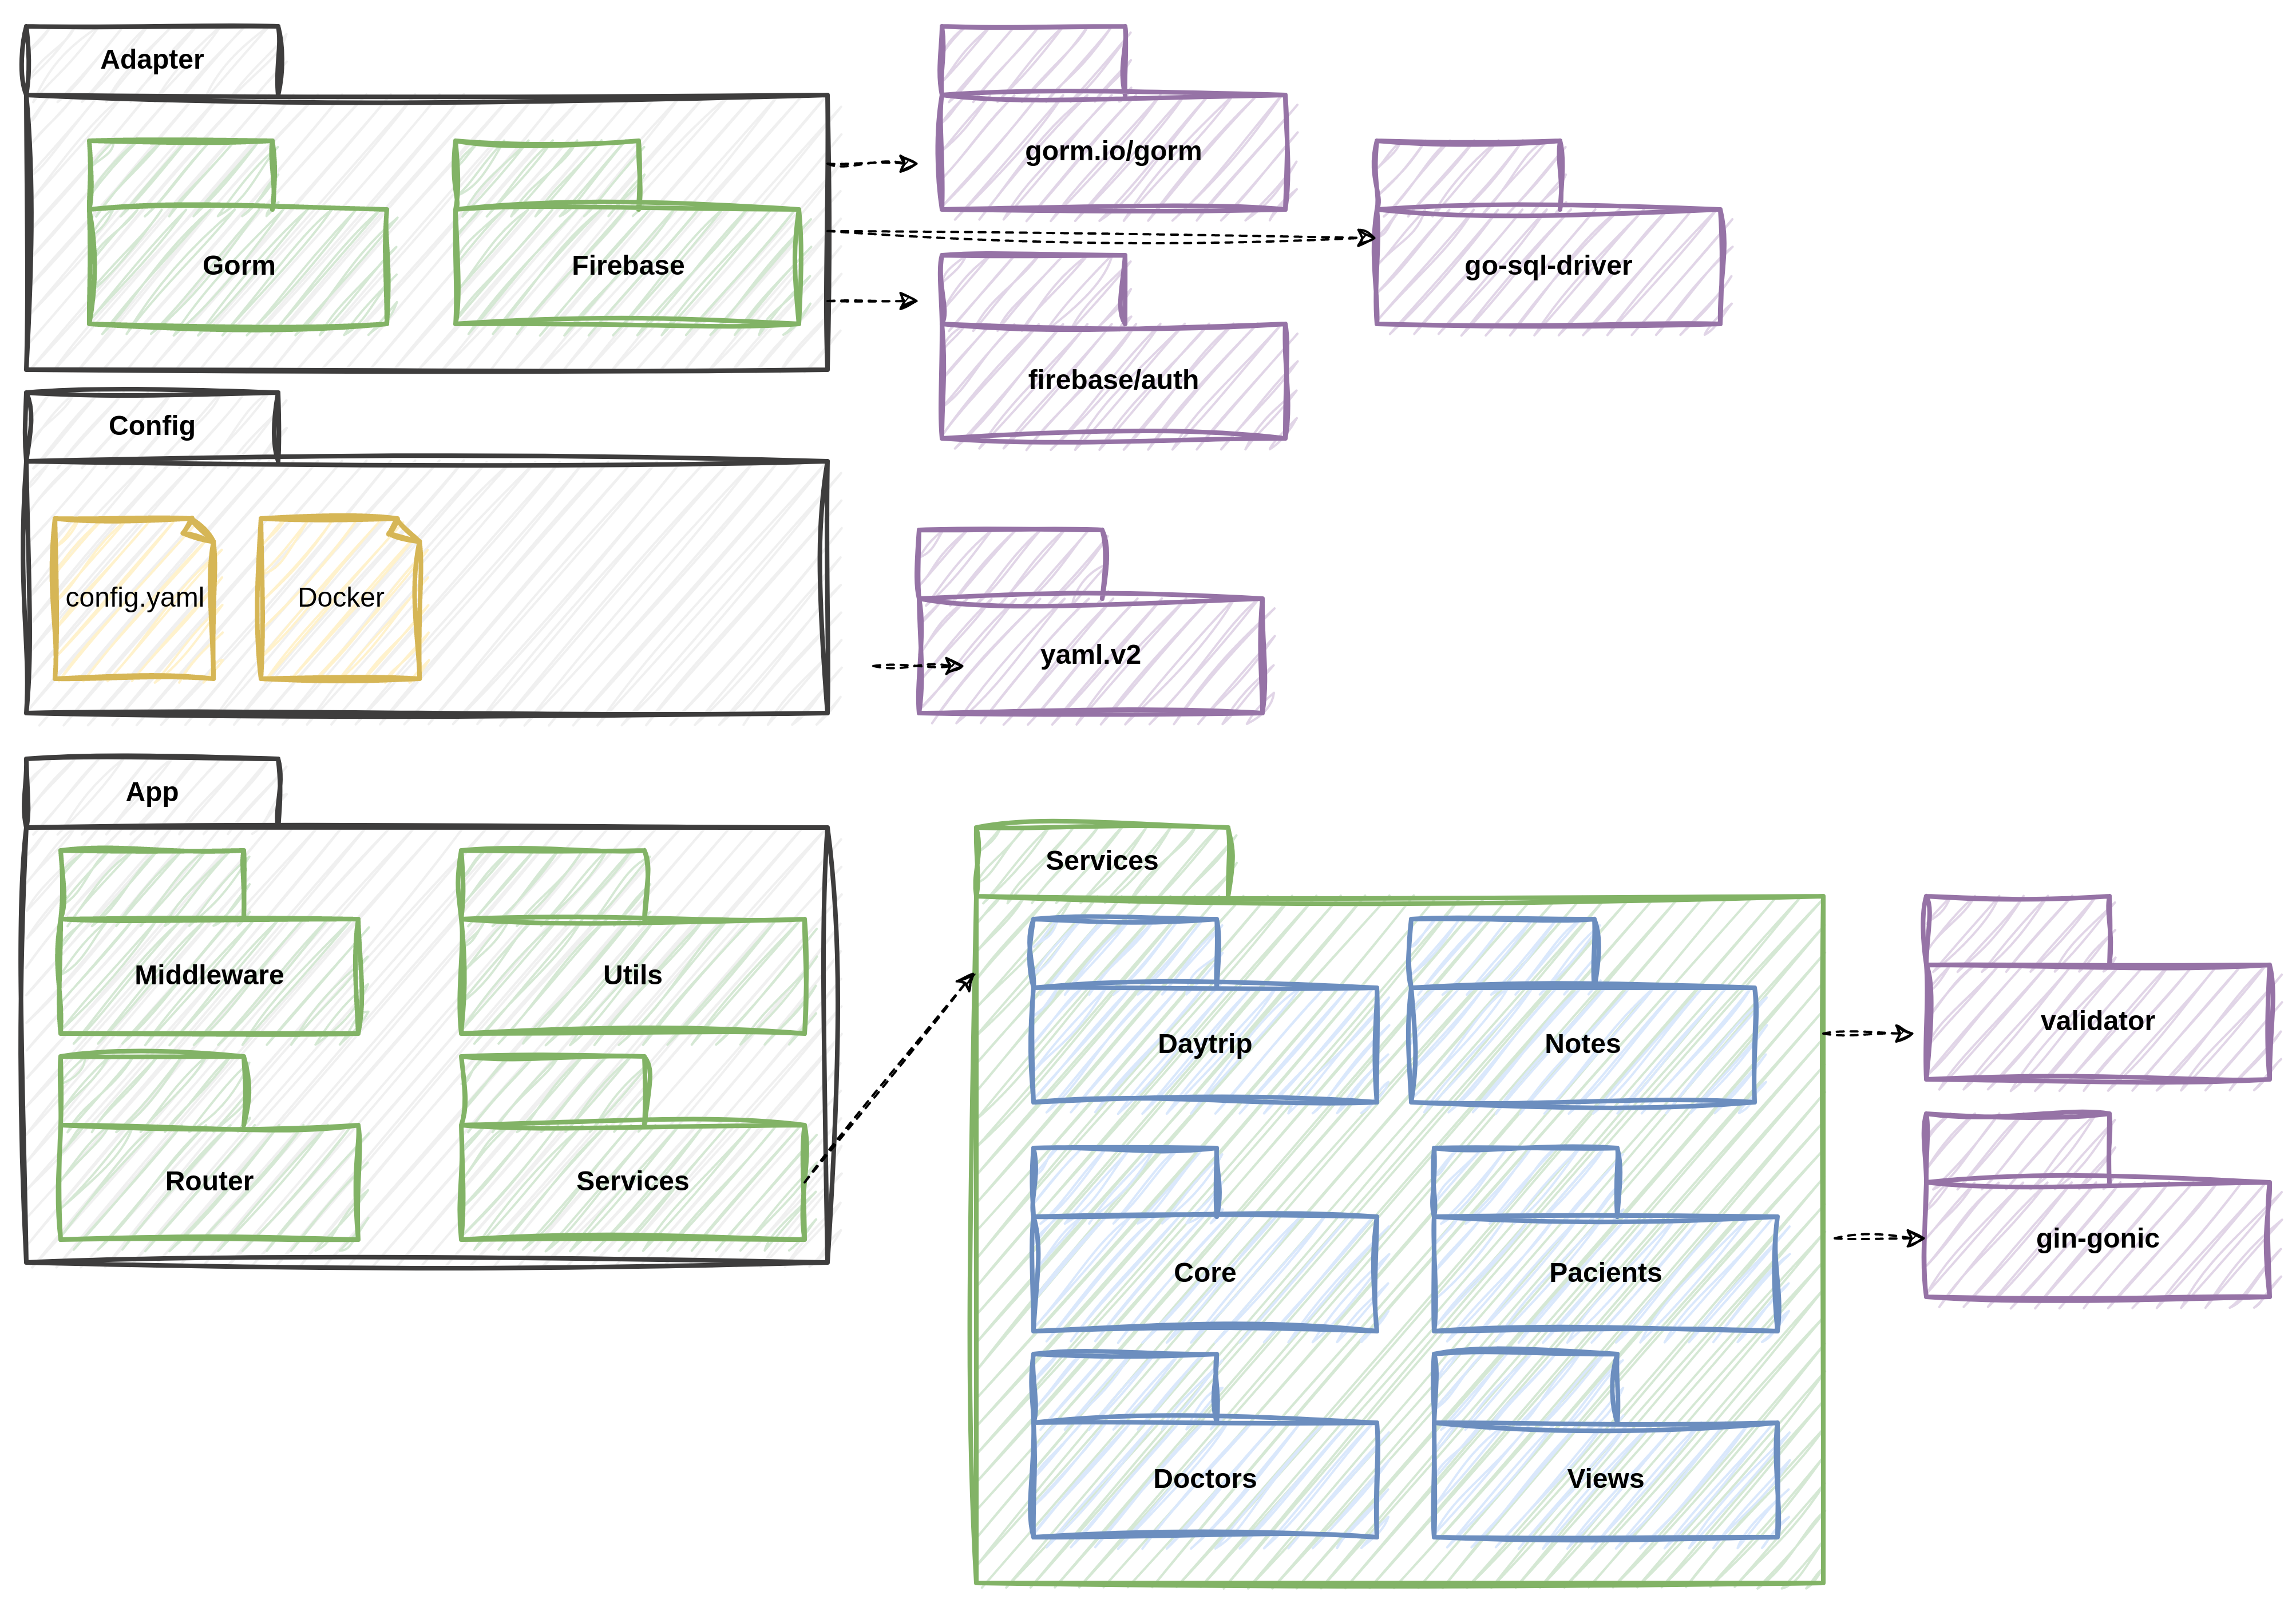 Adapter
Gorm
Firebase
gorm.io/gorm
go-sql-driver
firebase/auth
Config
config.yaml
Docker
yaml.v2
App
Middleware
Utils
Router
Services
Services
Daytrip
Notes
Core
Pacients
Doctors
Views
validator
gin-gonic